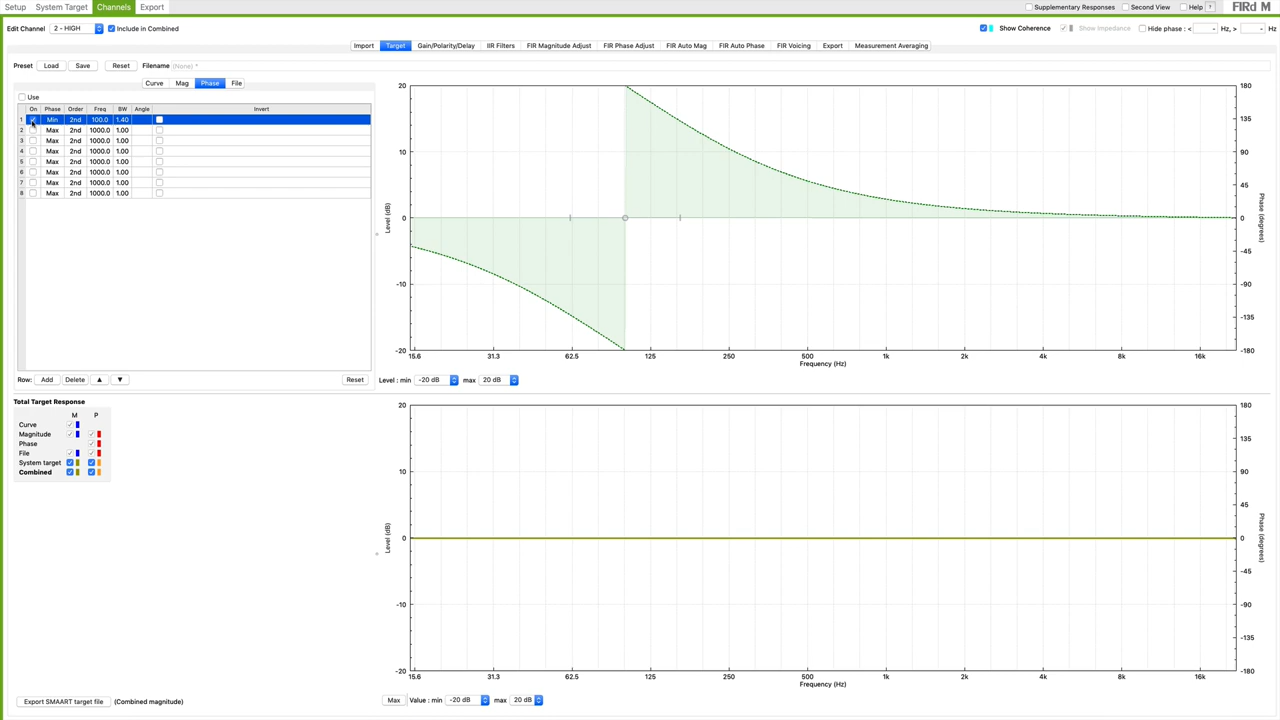 Setup System Target Channels Export Supplementary Responses Second View Help ! FIRd M
Edit Channel 2 - HIGH Include in Combined Show Coherence Show Impedance Hide phase : < - Hz, > - Hz
Import Target Gain/Polarity/Delay IIR Filters FIR Magnitude Adjust FIR Phase Adjust FIR Auto Mag FIR Auto Phase FIR Voicing Export Measurement Averaging
Preset Load Save Reset Filename (None) *
Curve Mag Phase File
Use
On Phase Order Freq BW Angle Invert
1 Min 2nd 100.0 1.40
2 Max 2nd 1000.0 1.00
3 Max 2nd 1000.0 1.00
4 Max 2nd 1000.0 1.00
5 Max 2nd 1000.0 1.00
6 Max 2nd 1000.0 1.00
7 Max 2nd 1000.0 1.00
8 Max 2nd 1000.0 1.00
Row: Add Delete ▲ ▼ Reset
20 180
135
10 90
45
0 0
-45
-10 -90
-135
-20 -180
Level (dB)
Phase (degrees)
15.6 31.3 62.5 125 250 500 1k 2k 4k 8k 16k
Frequency (Hz)
Level : min -20 dB max 20 dB
Total Target Response
M P
Curve
Magnitude
Phase
File
System target
Combined
20 180
135
10 90
45
0 0
-45
-10 -90
-135
-20 -180
Level (dB)
Phase (degrees)
15.6 31.3 62.5 125 250 500 1k 2k 4k 8k 16k
Frequency (Hz)
Export SMAART target file (Combined magnitude) Max Value : min -20 dB max 20 dB